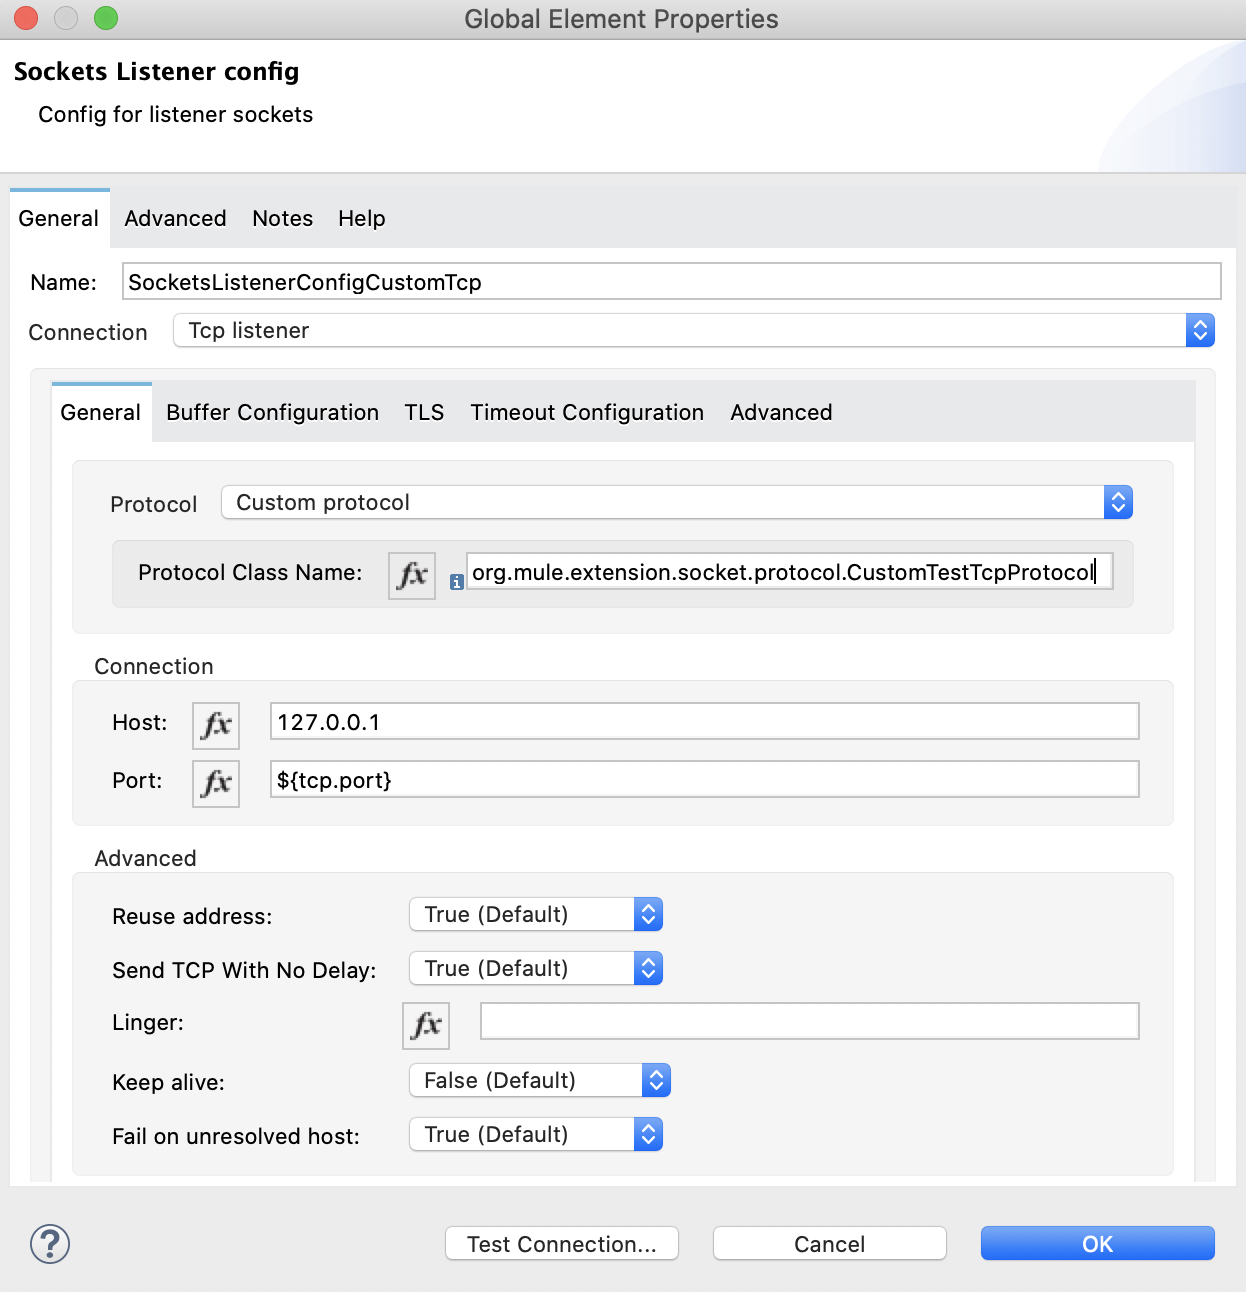 Global Element Properties
Sockets Listener config
Config for listener sockets
General Advanced Notes Help
Name: SocketsListenerConfigCustomTcp
Connection Tcp listener
General Buffer Configuration TLS Timeout Configuration Advanced
Protocol Custom protocol
Protocol Class Name: fx i org.mule.extension.socket.protocol.CustomTestTcpProtocol
Connection
Host: fx 127.0.0.1
Port: fx ${tcp.port}
Advanced
Reuse address: True (Default)
Send TCP With No Delay: True (Default)
Linger: fx
Keep alive: False (Default)
Fail on unresolved host: True (Default)
? Test Connection... Cancel OK